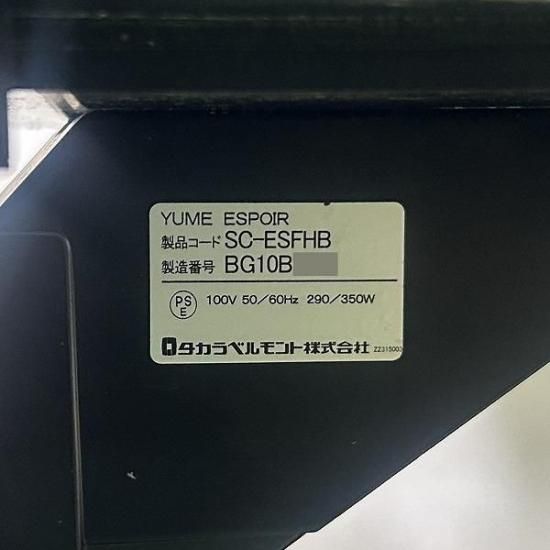 YUME ESPOIR
製品コード SC-ESFHB
製造番号 BG10B
PS E 100V 50/60Hz 290/350W
タカラベルモント株式会社 ZZ315003